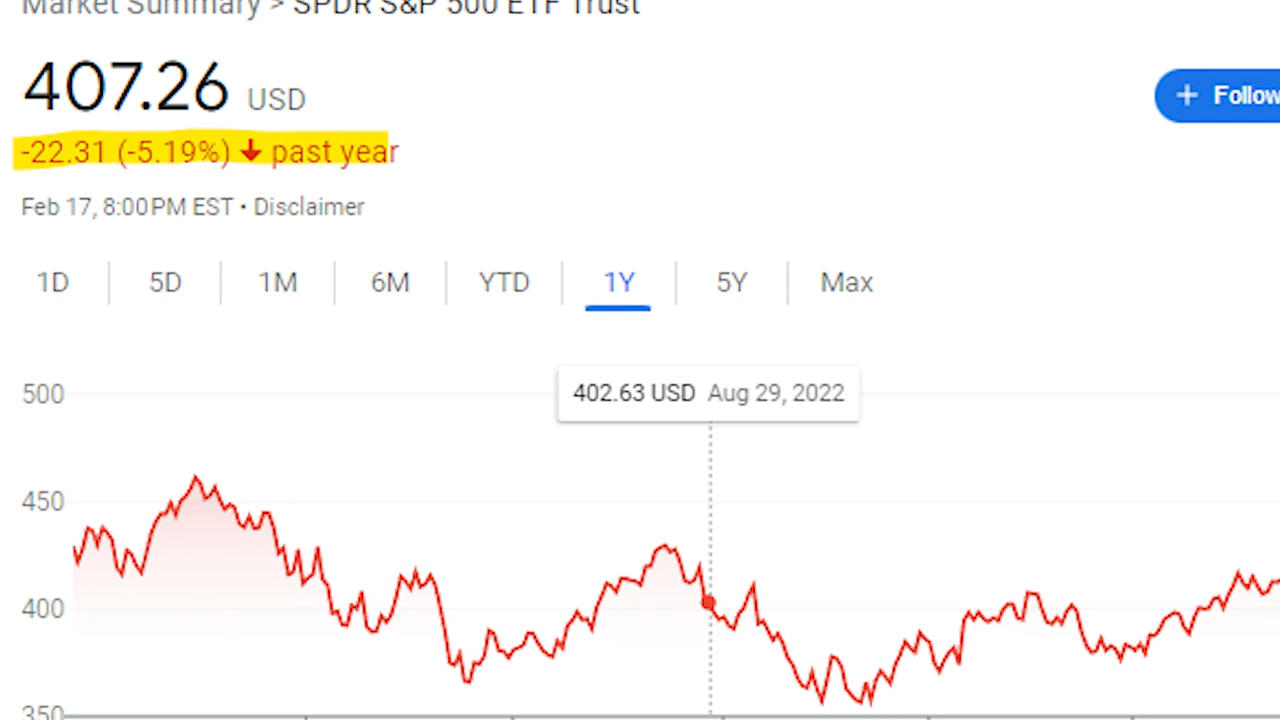 Market Summary > SPDR S&P 500 ETF Trust
407.26 USD
+ Follow
-22.31 (-5.19%) ↓ past year
Feb 17, 8:00 PM EST • Disclaimer
1D 5D 1M 6M YTD 1Y 5Y Max
402.63 USD Aug 29, 2022
500
450
400
350